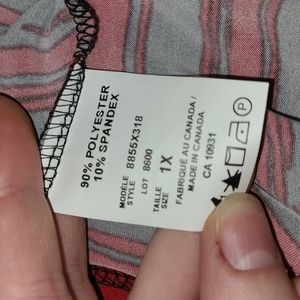 90% POLYESTER
10% SPANDEX
MODÈLE
STYLE 8855X318
LOT 8600
TAILLE
SIZE 1X
FABRIQUÉ AU CANADA /
MADE IN CANADA
CA 10931
P